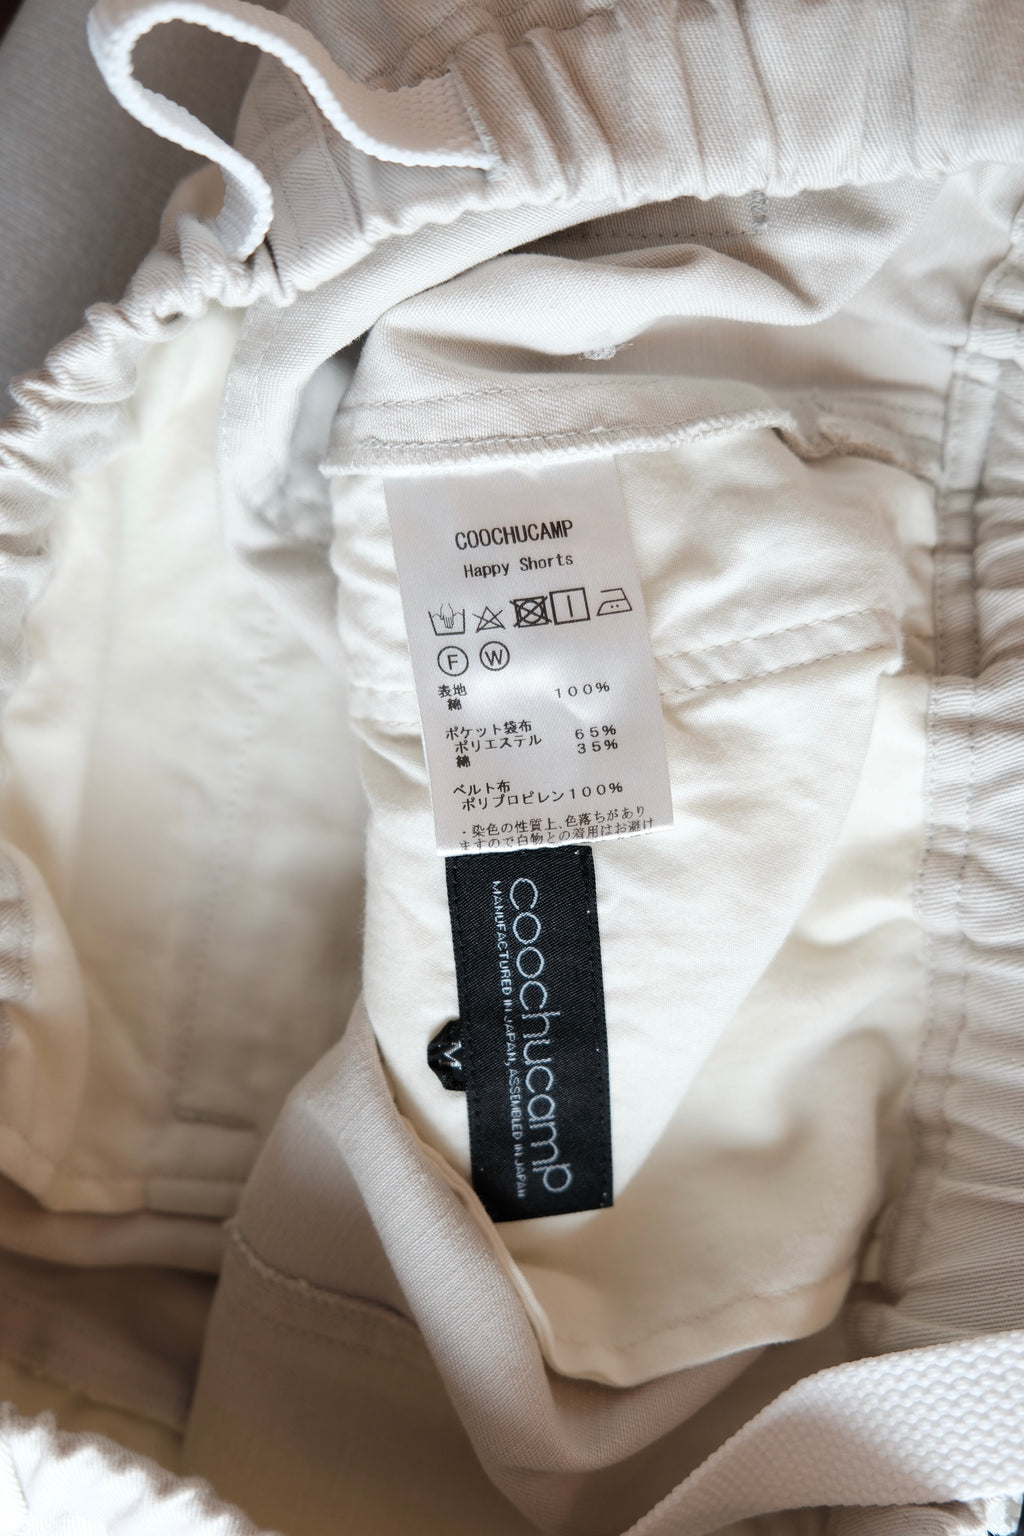 COOCHUCAMP
Happy Shorts
F W
表地
綿 100%
ポケット袋布
ポリエステル 65%
綿 35%
ベルト布
ポリプロピレン100%
・染色の性質上、色落ちがあり
ますので白物との着用はお避け
coochucamp
MANUFACTURED IN JAPAN, ASSEMBLED IN JAPAN
M